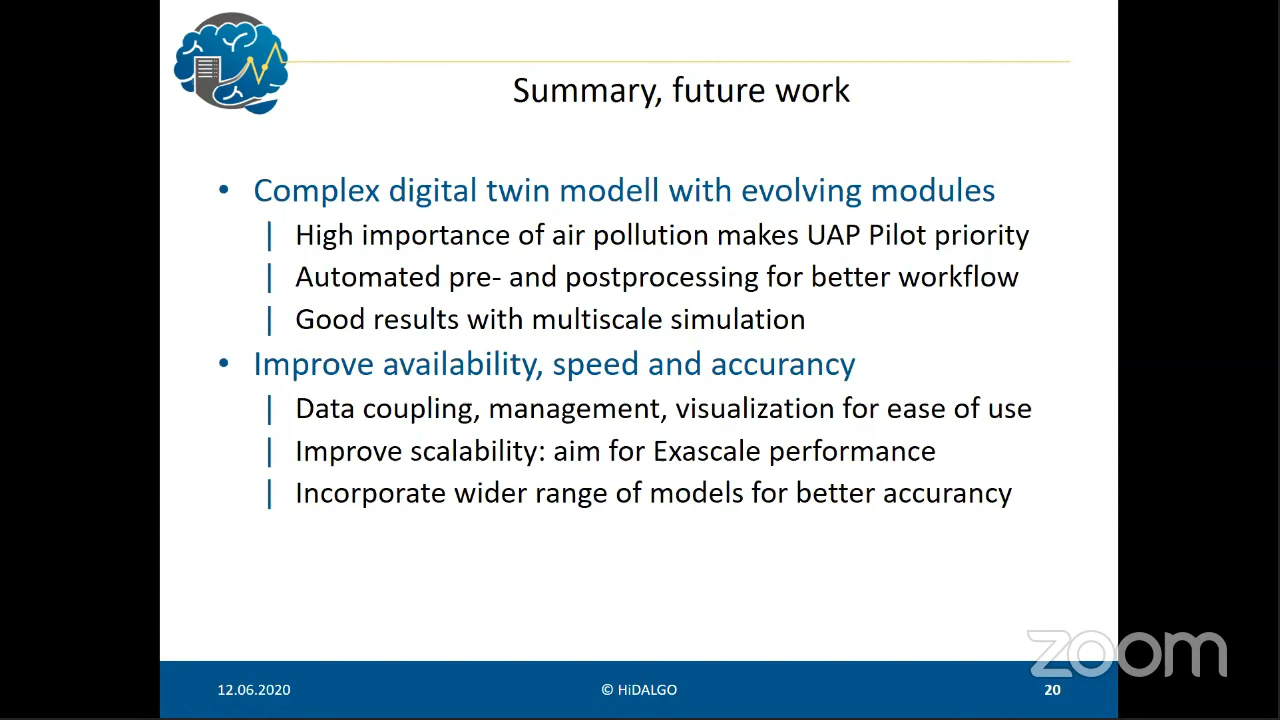 Summary, future work
• Complex digital twin modell with evolving modules
| High importance of air pollution makes UAP Pilot priority
| Automated pre- and postprocessing for better workflow
| Good results with multiscale simulation
• Improve availability, speed and accurancy
| Data coupling, management, visualization for ease of use
| Improve scalability: aim for Exascale performance
| Incorporate wider range of models for better accurancy
zoom
12.06.2020 © HiDALGO 20